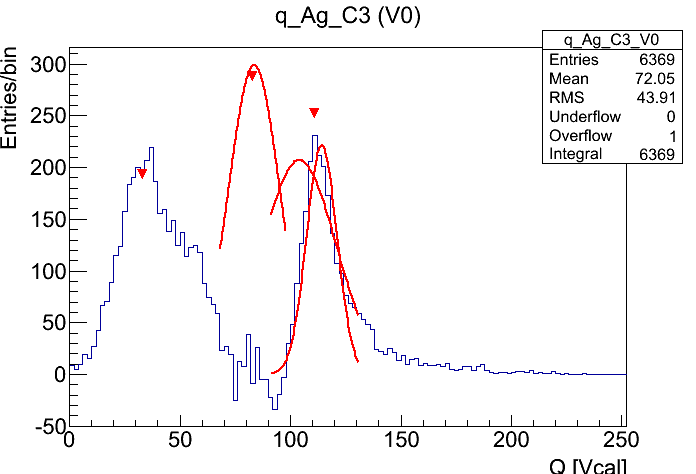 q_Ag_C3 (V0)
q_Ag_C3_V0
Entries 6369
Mean 72.05
RMS 43.91
Underflow 0
Overflow 1
Integral 6369
Entries/bin
300
250
200
150
100
50
0
-50
0 50 100 150 200 250
Q [Vcal]